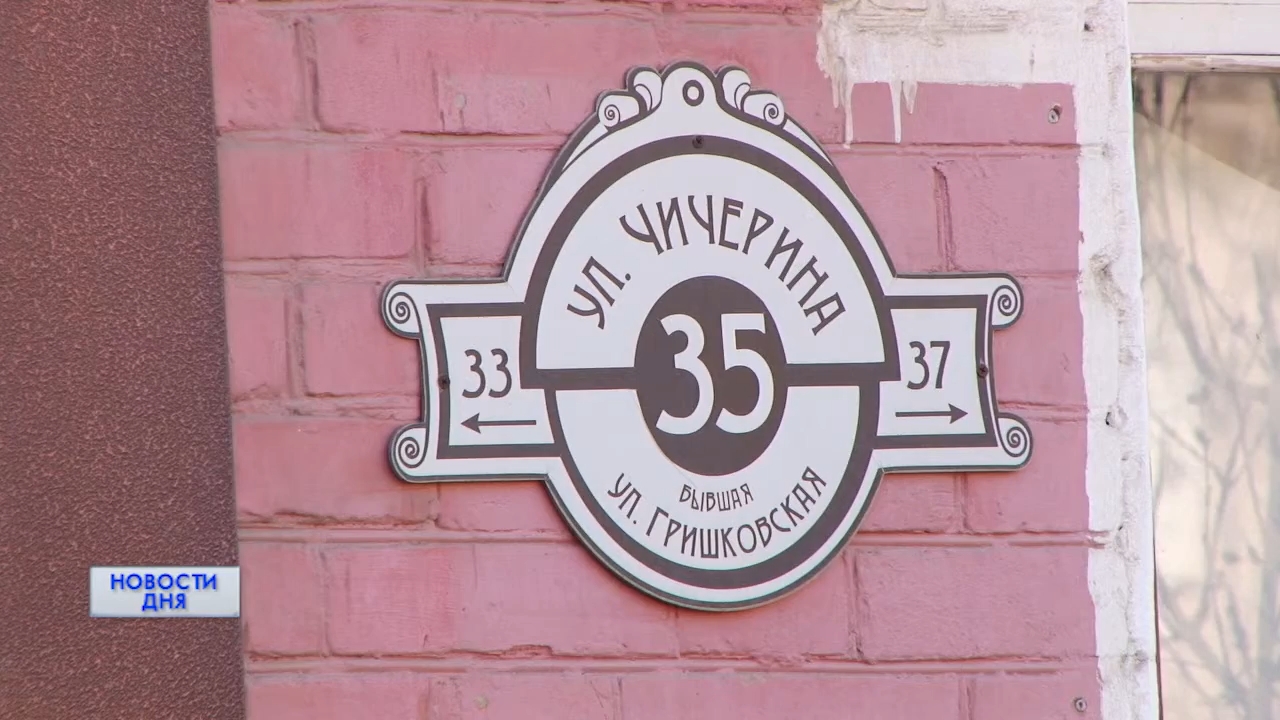 УЛ. ЧИЧЕРИНА
33
35
37
БЫВШАЯ
УЛ. ГРИШКОВСКАЯ
НОВОСТИ
ДНЯ